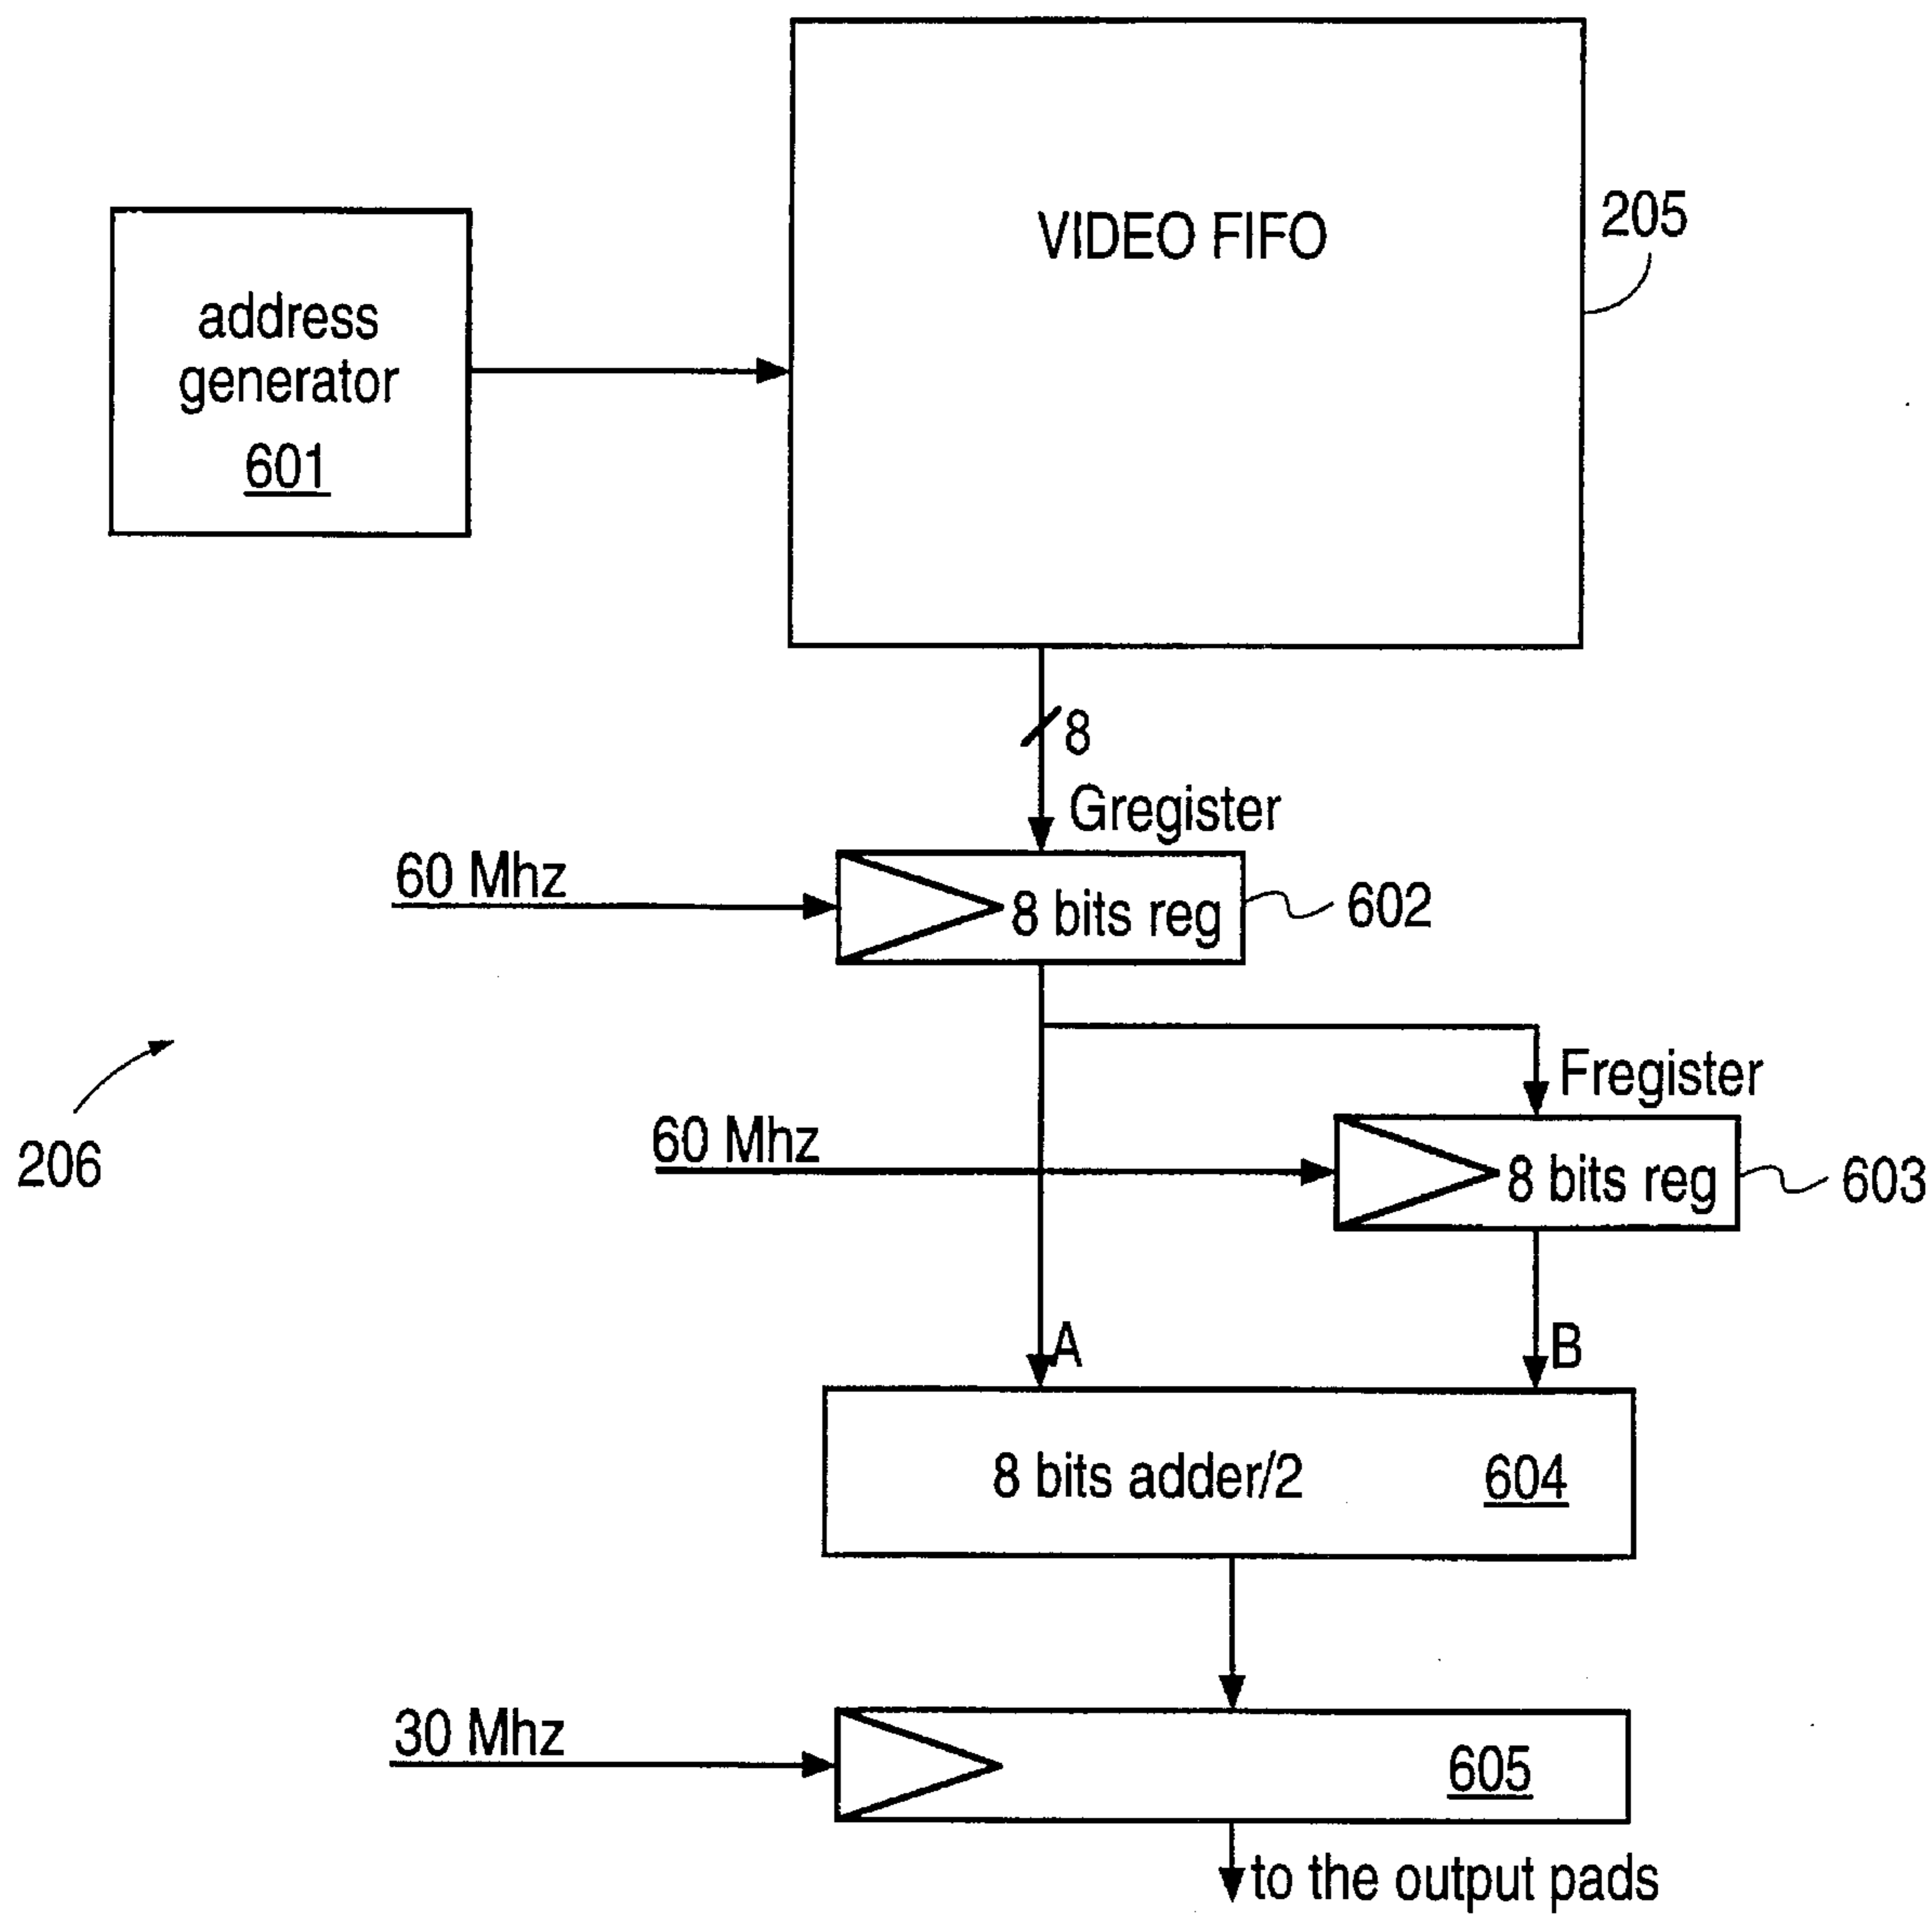 VIDEO FIFO
205
address
generator
601
8
Gregister
60 Mhz
8 bits reg
602
Fregister
60 Mhz
8 bits reg
603
206
A
B
8 bits adder/2
604
30 Mhz
605
to the output pads